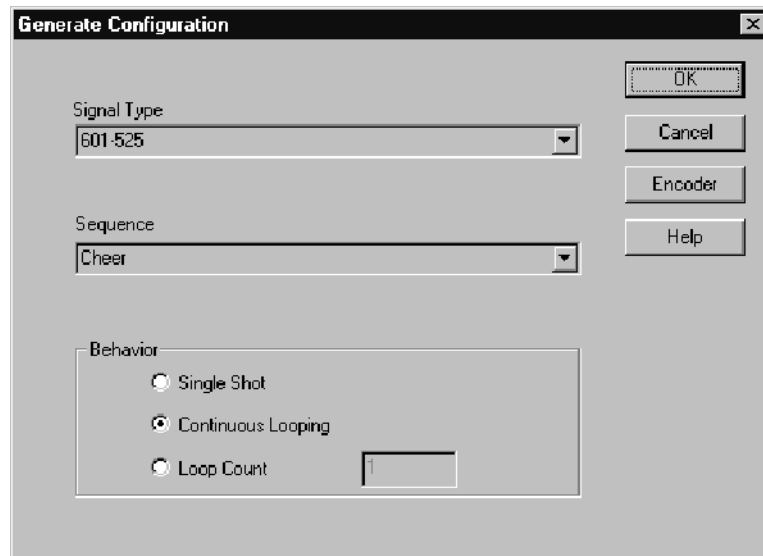 Generate Configuration
OK
Signal Type
601-525
Cancel
Encoder
Sequence
Help
Cheer
Behavior
Single Shot
Continuous Looping
Loop Count 1